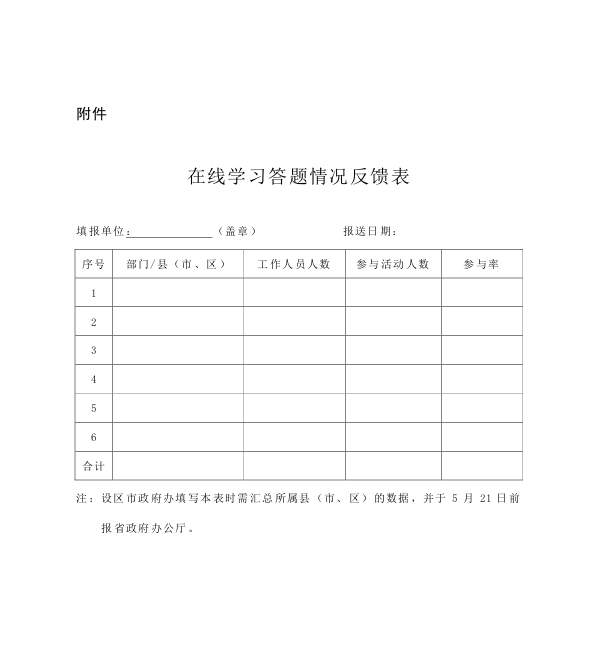 附件
在线学习答题情况反馈表
填报单位：（盖章） 报送日期：
序号 部门/县（市、区） 工作人员人数 参与活动人数 参与率
1
2
3
4
5
6
合计
注：设区市政府办填写本表时需汇总所属县（市、区）的数据，并于 5 月 21 日前
报省政府办公厅。